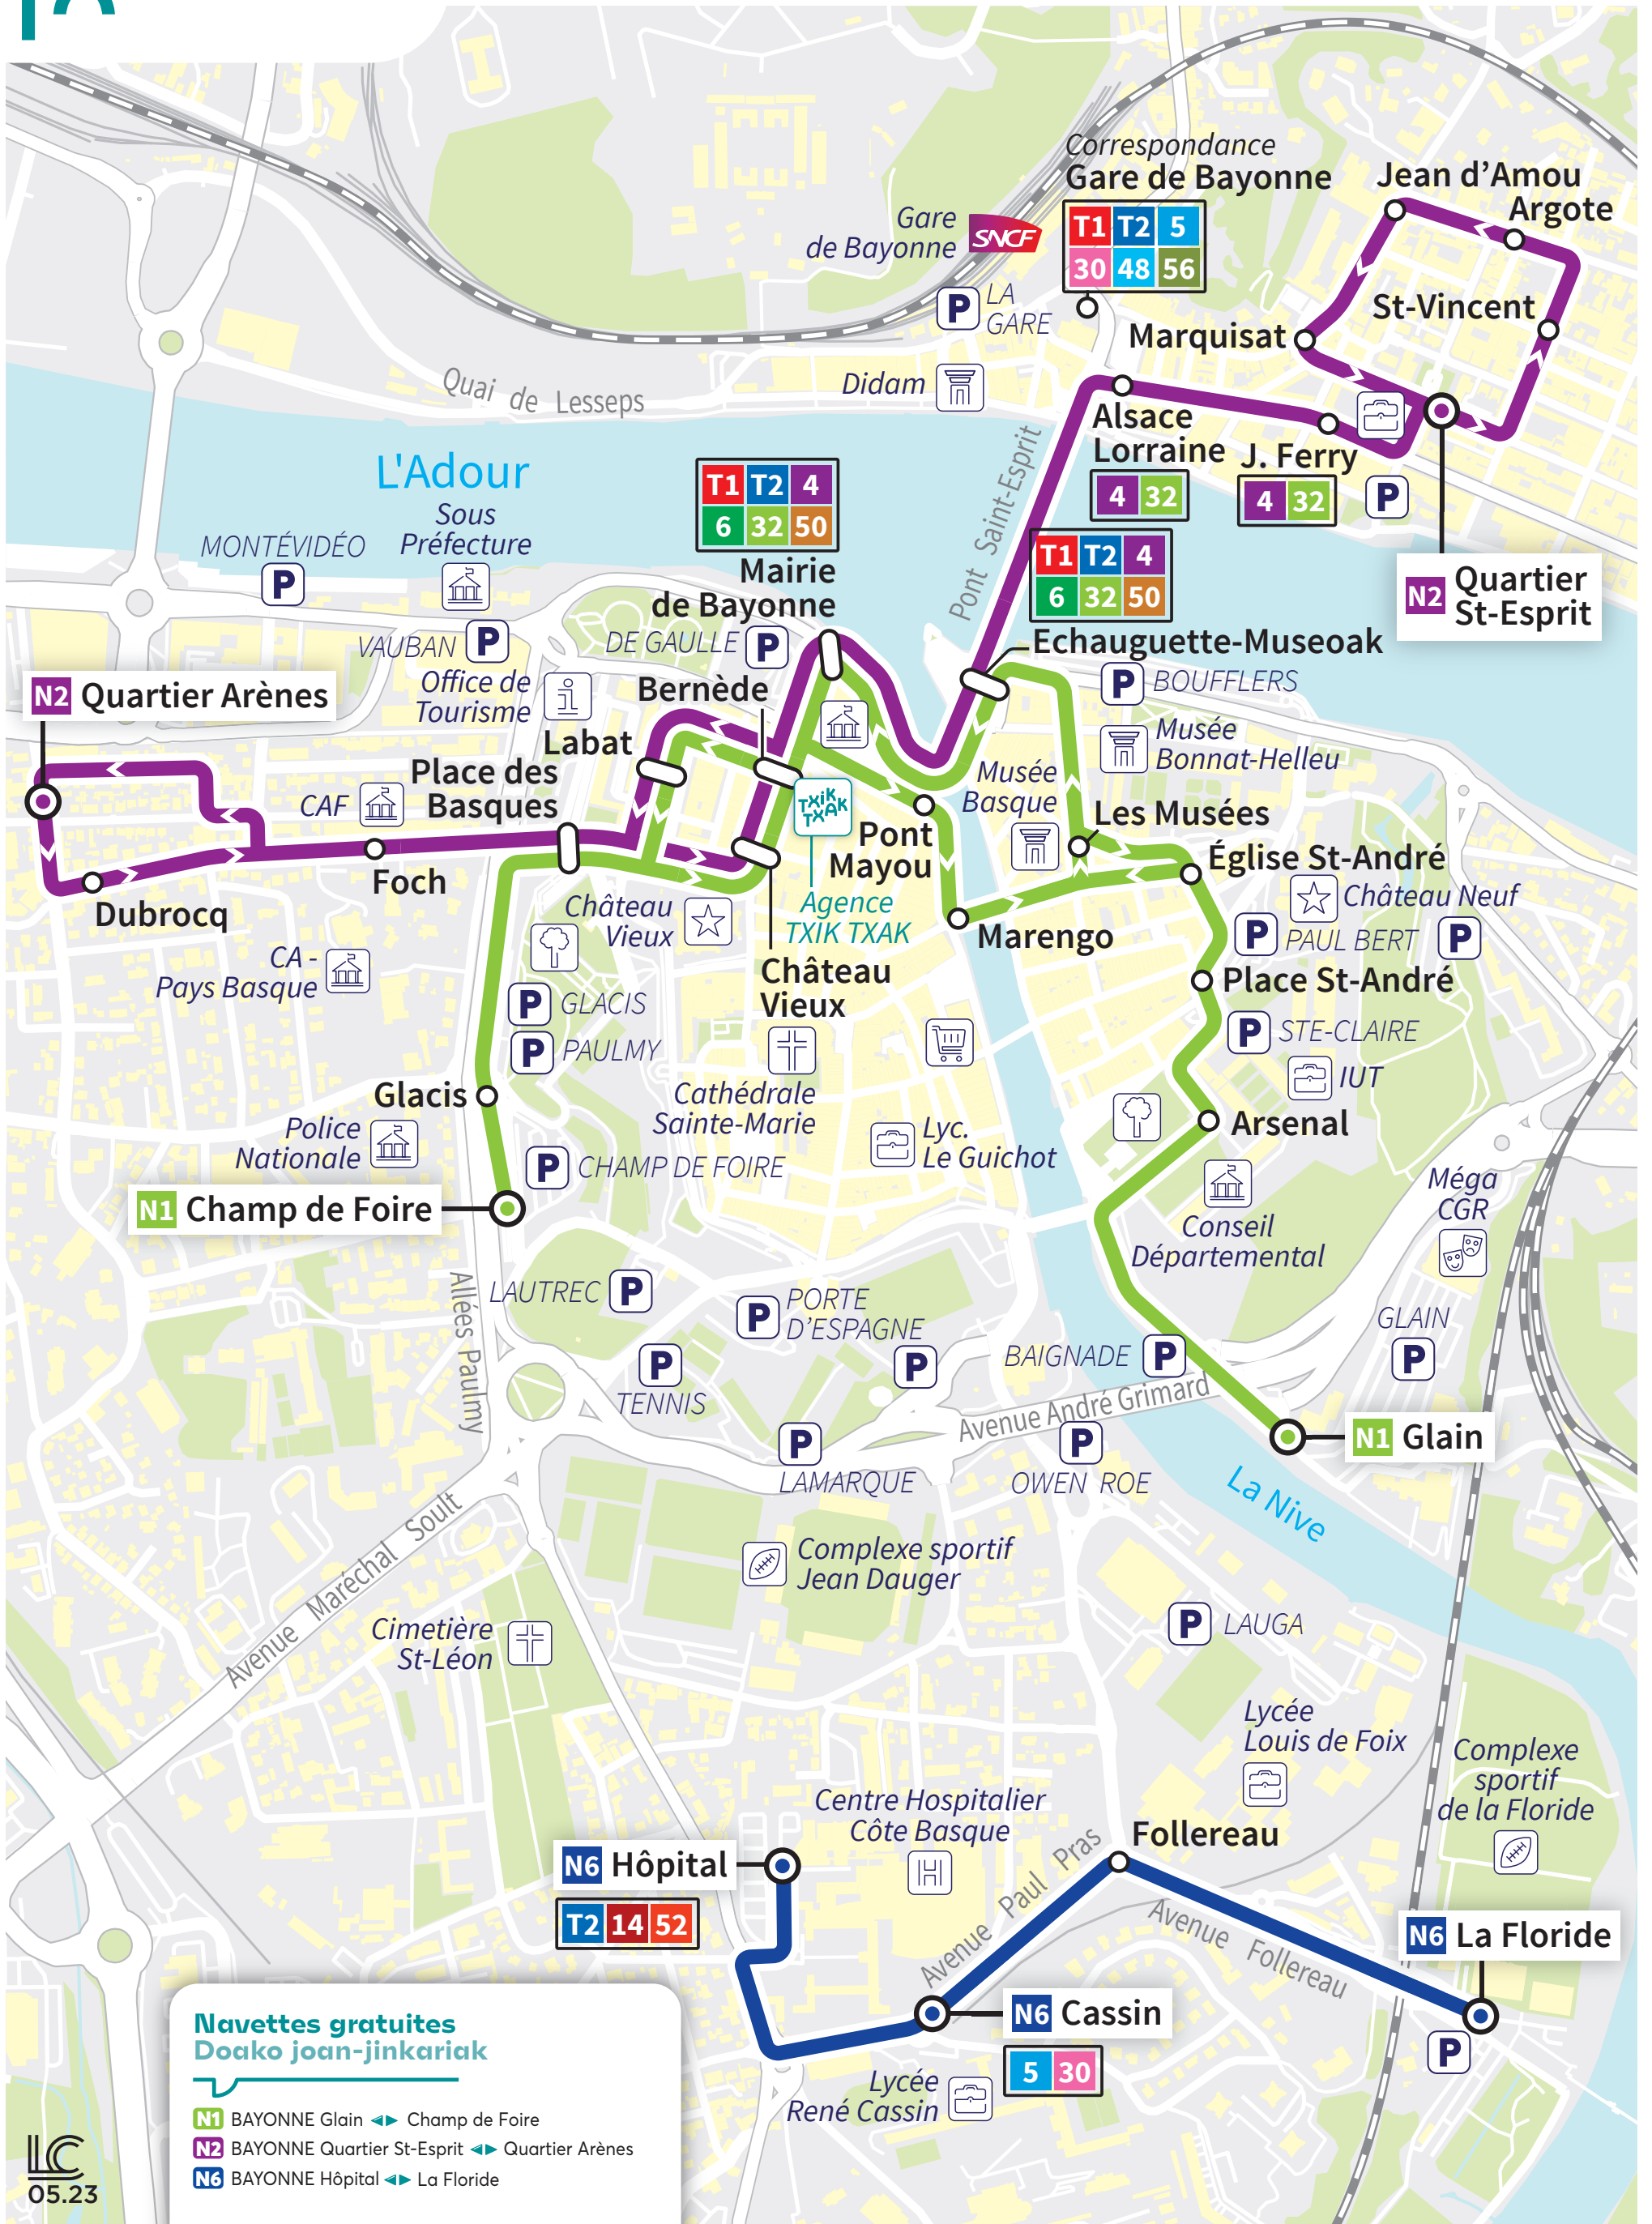 Correspondance
Gare de Bayonne
T1 T2 5
30 48 56
Gare
de Bayonne
SNCF
P LA
GARE
Didam
Jean d’Amou
Argote
St-Vincent
Marquisat
Alsace
Lorraine
4 32
J. Ferry
4 32
P
N2 Quartier
St-Esprit
Quai de Lesseps
L'Adour
Pont Saint-Esprit
Sous
Préfecture
MONTÉVIDÉO
P
VAUBAN P
T1 T2 4
6 32 50
Mairie
de Bayonne
DE GAULLE P
T1 T2 4
6 32 50
Echauguette-Museoak
P BOUFFLERS
Musée
Bonnat-Helleu
Musée
Basque
Les Musées
N2 Quartier Arènes
Office de
Tourisme
i
Bernède
Labat
Place des
Basques
CAF
Foch
Dubrocq
CA -
Pays Basque
Château
Vieux
TXiK
TXAK
Agence
TXIK TXAK
Pont
Mayou
Marengo
Église St-André
Château Neuf
P PAUL BERT P
Place St-André
P STE-CLAIRE
IUT
Arsenal
Château
Vieux
P GLACIS
P PAULMY
Glacis
Police
Nationale
Cathédrale
Sainte-Marie
Lyc.
Le Guichot
P CHAMP DE FOIRE
N1 Champ de Foire
Conseil
Départemental
Méga
CGR
LAUTREC P
PORTE
P D’ESPAGNE
P
P
TENNIS
BAIGNADE P
GLAIN
P
Allées Paulmy
Avenue André Grimard
N1 Glain
P
LAMARQUE
P
OWEN ROE
La Nive
Avenue Maréchal Soult
Complexe sportif
Jean Dauger
Cimetière
St-Léon
P LAUGA
Lycée
Louis de Foix
Complexe
sportif
de la Floride
Centre Hospitalier
Côte Basque
H
N6 Hôpital
T2 14 52
Follereau
Avenue Paul Pras
Avenue Follereau
N6 La Floride
P
N6 Cassin
5 30
Lycée
René Cassin
Navettes gratuites
Doako joan-jinkariak
N1 BAYONNE Glain ◄► Champ de Foire
N2 BAYONNE Quartier St-Esprit ◄► Quartier Arènes
N6 BAYONNE Hôpital ◄► La Floride
LC
05.23